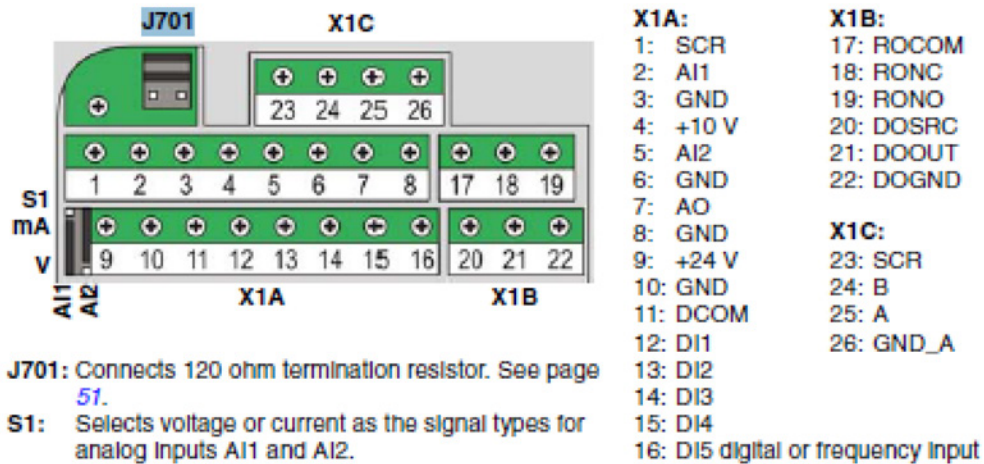 J701
X1C
23 24 25 26
1 2 3 4 5 6 7 8 17 18 19
S1
mA
V
9 10 11 12 13 14 15 16 20 21 22
AI1
AI2
X1A
X1B
J701: Connects 120 ohm termination resistor. See page
51.
S1: Selects voltage or current as the signal types for
analog inputs AI1 and AI2.
X1A:
1: SCR
2: AI1
3: GND
4: +10 V
5: AI2
6: GND
7: AO
8: GND
9: +24 V
10: GND
11: DCOM
12: DI1
13: DI2
14: DI3
15: DI4
16: DI5 digital or frequency input
X1B:
17: ROCOM
18: RONC
19: RONO
20: DOSRC
21: DOOUT
22: DOGND
X1C:
23: SCR
24: B
25: A
26: GND_A